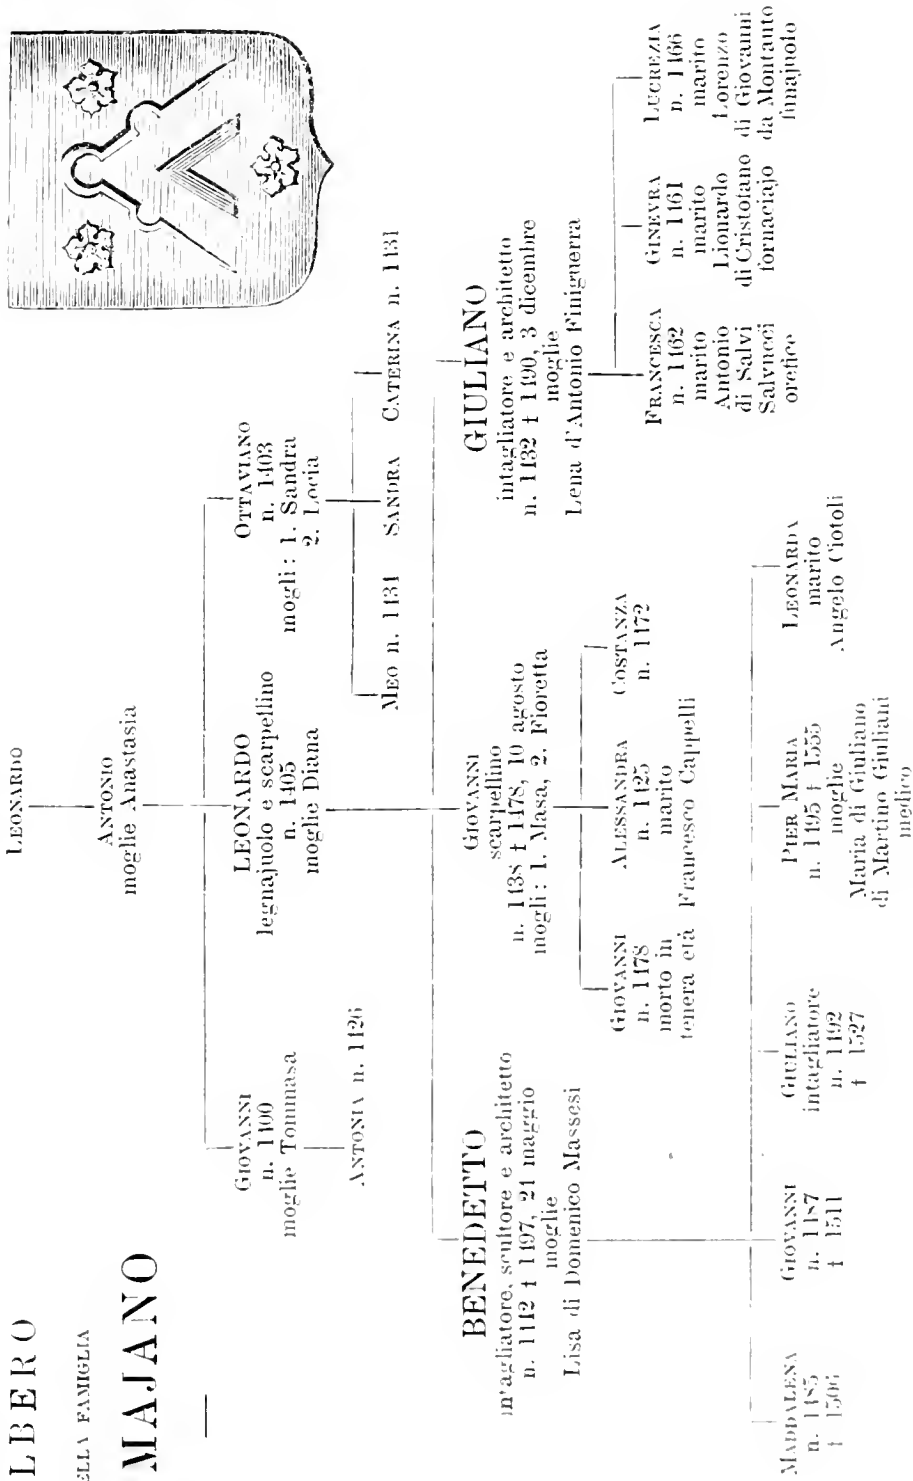 LBERO
ELLA FAMIGLIA
MAJANO
LEONARDO
ANTONIO
moglie Anastasia
GIOVANNI
n. 1400
moglie Tommasa
ANTONIA n. 1426
LEONARDO
legnajuolo e scarpellino
n. 1405
moglie Diana
OTTAVIANO
n. 1403
mogli: 1. Sandra
2. Lecia
MEO n. 1431
SANDRA
CATERINA n. 1431
BENEDETTO
intagliatore, scultore e architetto
n. 1442 † 1497, 24 maggio
moglie
Lisa di Domenico Massesi
GIOVANNI
scarpellino
n. 1438 † 1478, 10 agosto
mogli: 1. Masa, 2. Fioretta
GIULIANO
intagliatore e architetto
n. 1432 † 1490, 3 dicembre
moglie
Lena d'Antonio Finiguerra
GIOVANNI
n. 1478
morto in
tenera età
ALESSANDRA
n. 1425
marito
Francesco Cappelli
COSTANZA
n. 1472
FRANCESCA
n. 1462
marito
Antonio
di Salvi
Salvucci
orefice
GINEVRA
n. 1461
marito
Lionardo
di Cristofano
fornaciajo
LUCREZIA
n. 1466
marito
Lorenzo
di Giovanni
da Montauto
funajuolo
MADDALENA
n. 1485
† 1506
GIOVANNI
n. 1487
† 1511
GIULIANO
intagliatore
n. 1492
† 1527
PIER MARIA
n. 1495 † 1555
moglie
Maria di Giuliano
di Martino Giuliani
medico
LEONARDA
marito
Angelo Ciotoli